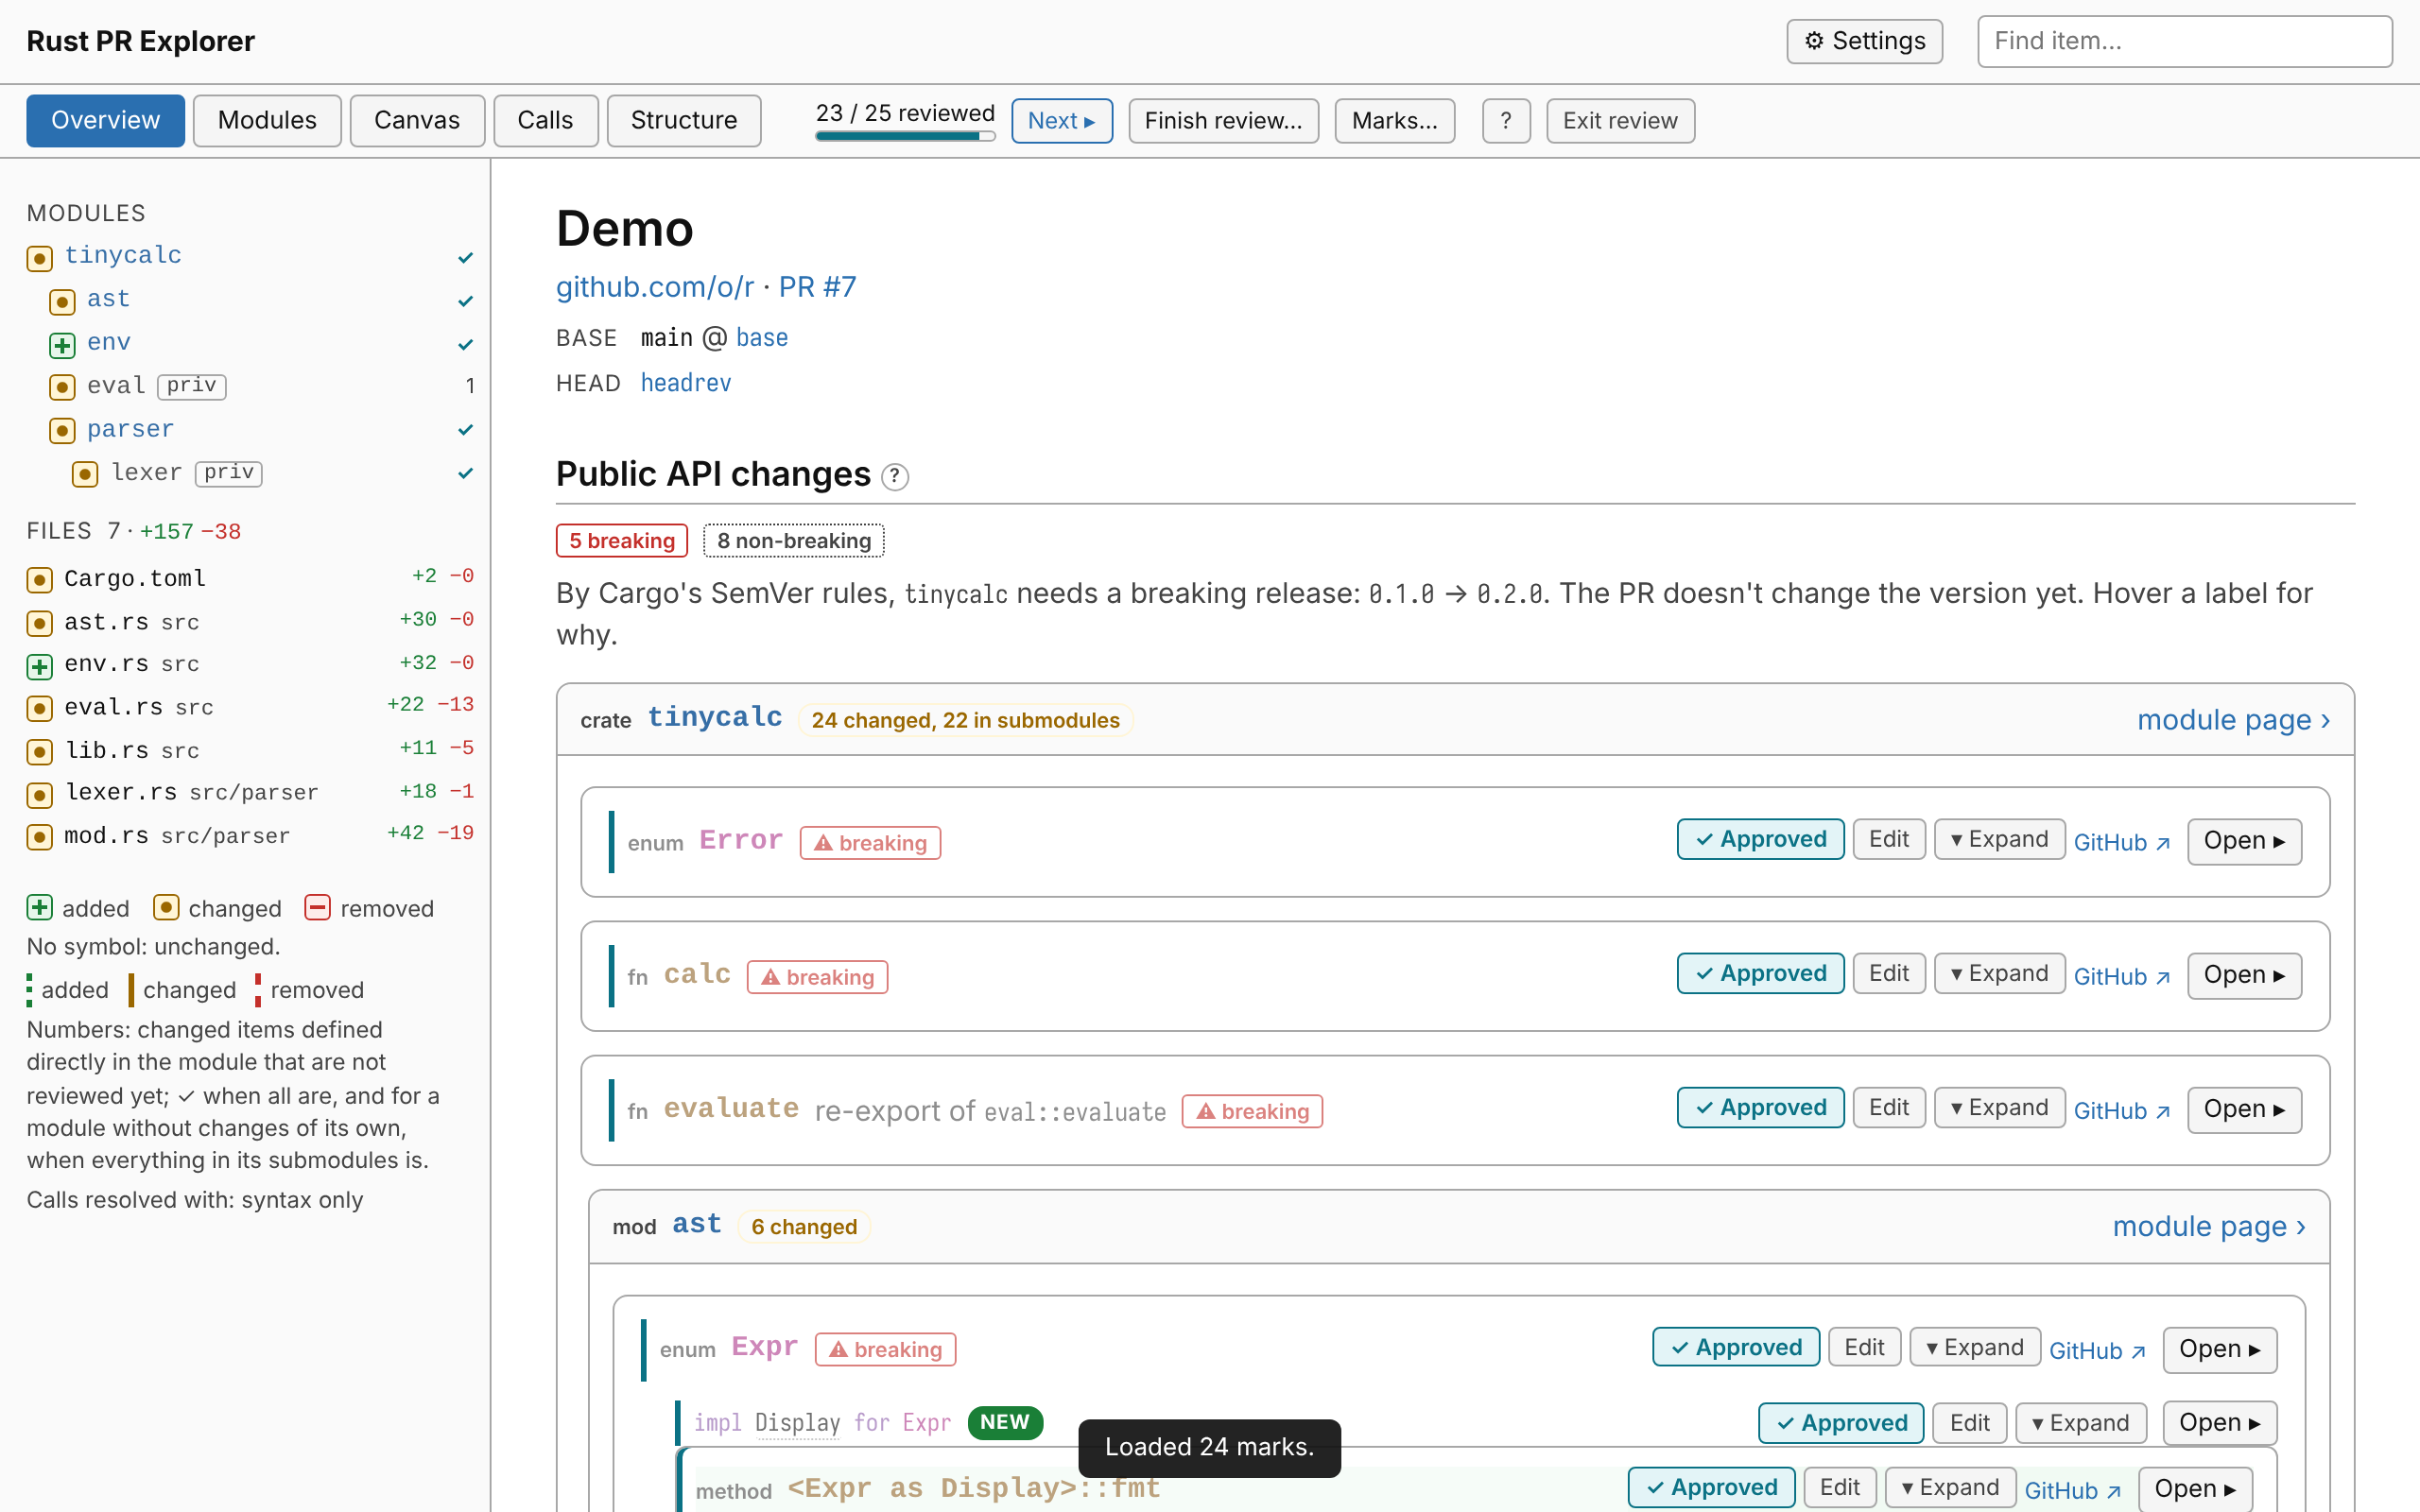 Rust PR Explorer
⚙ Settings
Find item...
Overview
Modules
Canvas
Calls
Structure
23 / 25 reviewed
Next ▸
Finish review...
Marks...
?
Exit review
MODULES
tinycalc ✓
ast ✓
env ✓
eval priv 1
parser ✓
lexer priv ✓
FILES 7 · +157 −38
Cargo.toml +2 −0
ast.rs src +30 −0
env.rs src +32 −0
eval.rs src +22 −13
lib.rs src +11 −5
lexer.rs src/parser +18 −1
mod.rs src/parser +42 −19
added changed removed
No symbol: unchanged.
added changed removed
Numbers: changed items defined
directly in the module that are not
reviewed yet; ✓ when all are, and for a
module without changes of its own,
when everything in its submodules is.
Calls resolved with: syntax only
Demo
github.com/o/r · PR #7
BASE main @ base
HEAD headrev
Public API changes ?
5 breaking 8 non-breaking
By Cargo's SemVer rules, tinycalc needs a breaking release: 0.1.0 → 0.2.0. The PR doesn't change the version yet. Hover a label for
why.
crate tinycalc 24 changed, 22 in submodules module page ›
enum Error ⚠ breaking ✓ Approved Edit ▾ Expand GitHub ↗ Open ▸
fn calc ⚠ breaking ✓ Approved Edit ▾ Expand GitHub ↗ Open ▸
fn evaluate re-export of eval::evaluate ⚠ breaking ✓ Approved Edit ▾ Expand GitHub ↗ Open ▸
mod ast 6 changed module page ›
enum Expr ⚠ breaking ✓ Approved Edit ▾ Expand GitHub ↗ Open ▸
impl Display for Expr NEW ✓ Approved Edit ▾ Expand Open ▸
Loaded 24 marks.
method <Expr as Display>::fmt ✓ Approved Edit ▾ Expand GitHub ↗ Open ▸